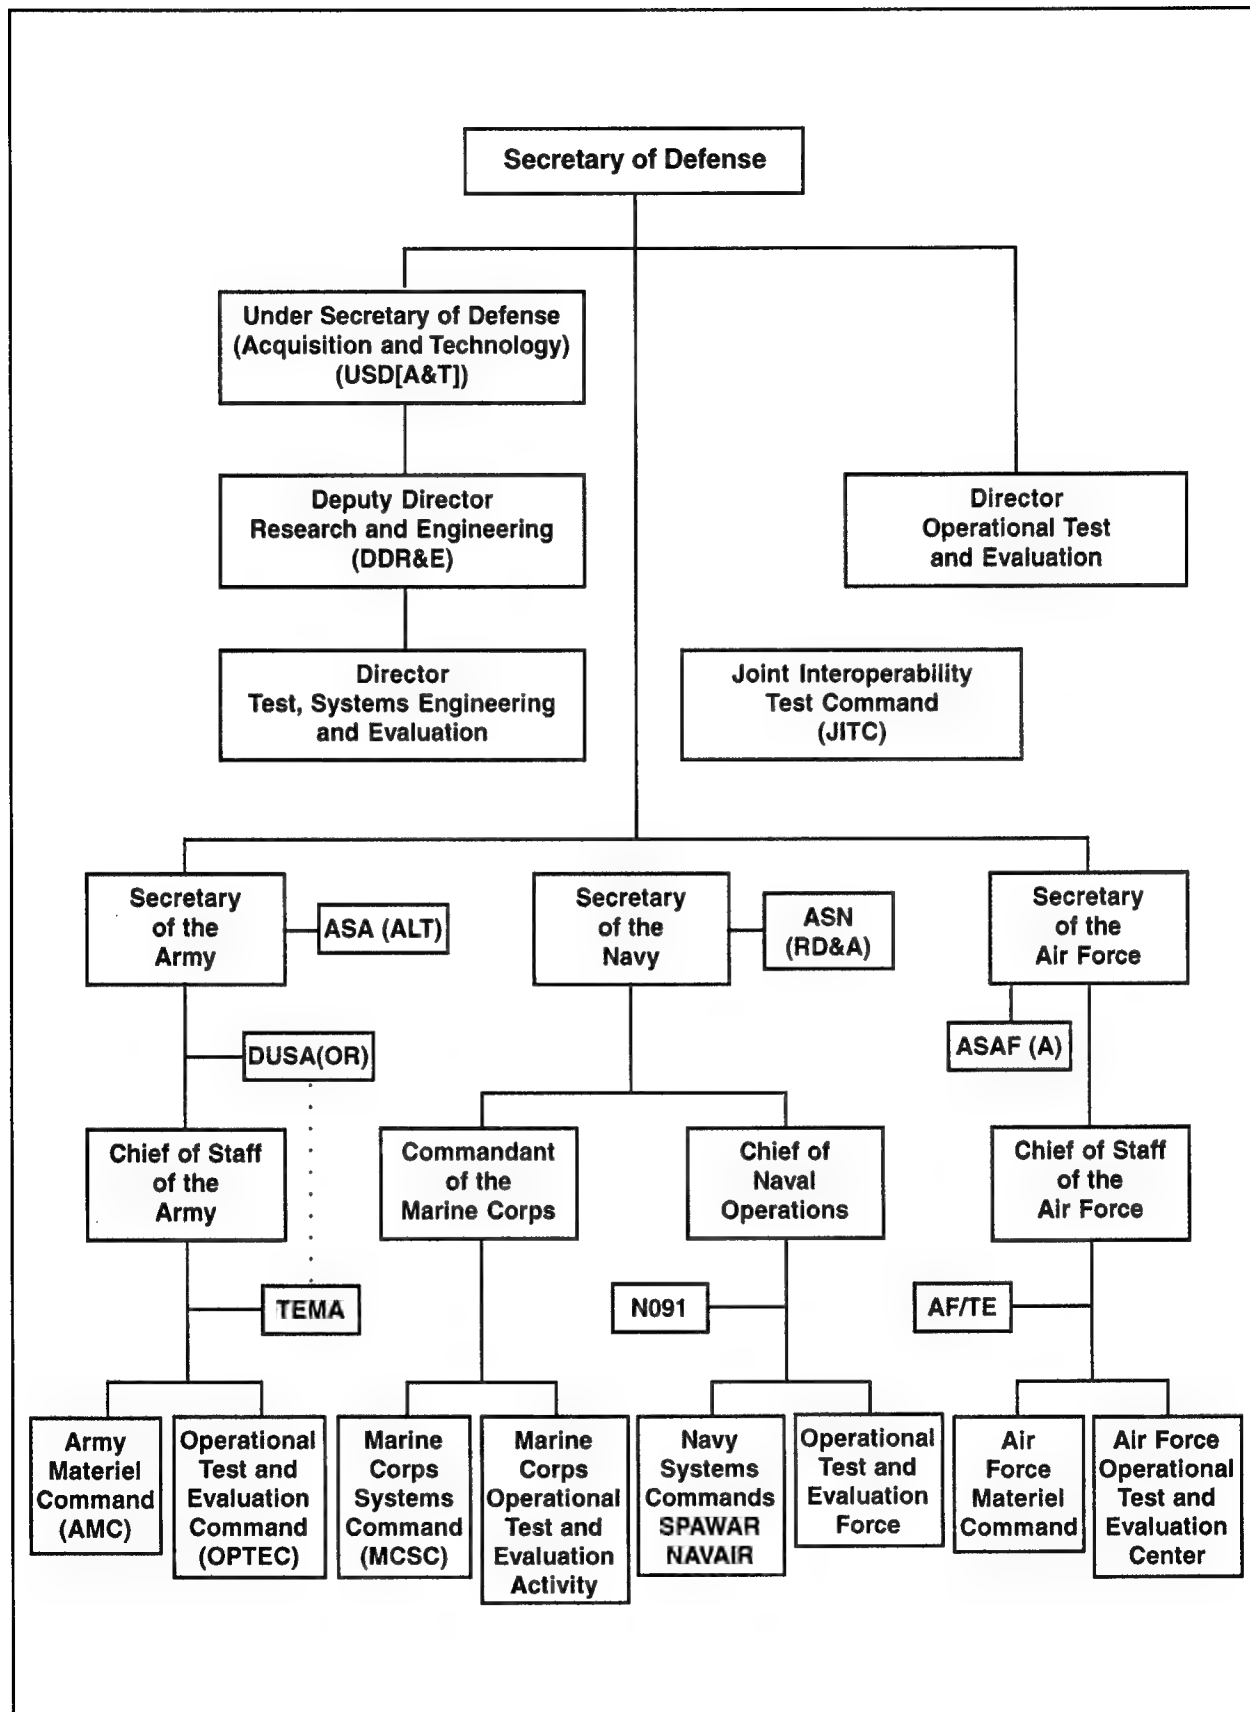 Secretary of Defense
Under Secretary of Defense
(Acquisition and Technology)
(USD[A&T])
Deputy Director
Research and Engineering
(DDR&E)
Director
Operational Test
and Evaluation
Director
Test, Systems Engineering
and Evaluation
Joint Interoperability
Test Command
(JITC)
Secretary
of the
Army
ASA (ALT)
Secretary
of the
Navy
ASN
(RD&A)
Secretary
of the
Air Force
DUSA(OR)
ASAF (A)
Chief of Staff
of the
Army
Commandant
of the
Marine Corps
Chief of
Naval
Operations
Chief of Staff
of the
Air Force
TEMA
N091
AF/TE
Army
Materiel
Command
(AMC)
Operational
Test and
Evaluation
Command
(OPTEC)
Marine
Corps
Systems
Command
(MCSC)
Marine
Corps
Operational
Test and
Evaluation
Activity
Navy
Systems
Commands
SPAWAR
NAVAIR
Operational
Test and
Evaluation
Force
Air
Force
Materiel
Command
Air Force
Operational
Test and
Evaluation
Center